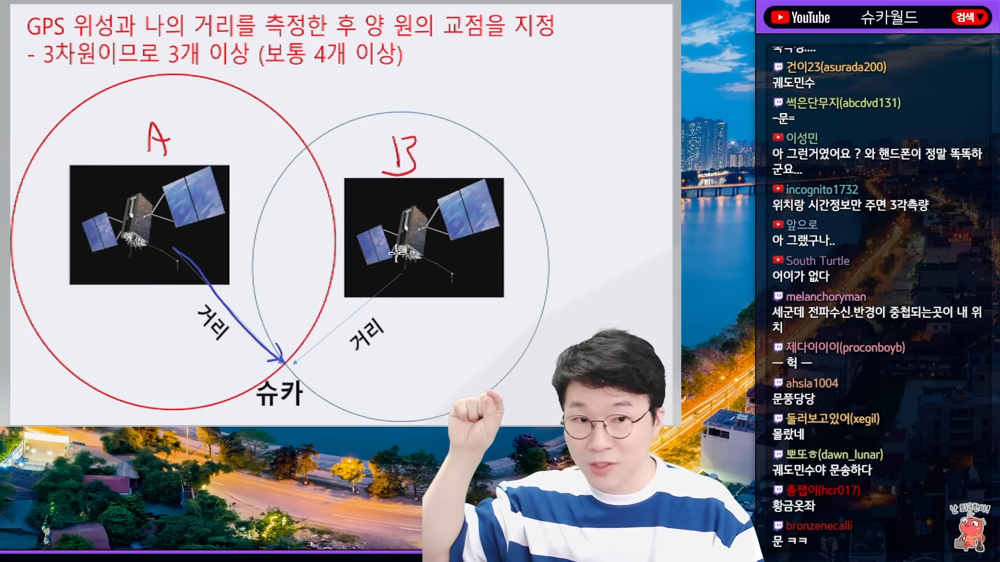 GPS 위성과 나의 거리를 측정한 후 양 원의 교점을 지정
- 3차원이므로 3개 이상 (보통 4개 이상)
A
B
거리
거리
슈카
YouTube 슈카월드 검색
건이23(asurada200)
궤도민수
썩은단무지(abcdvd131)
-문=
이성민
아 그런거였어요 ? 와 핸드폰이 정말 똑똑하
군요...
incognito1732
위치랑 시간정보만 주면 3각측량
앞으로
아 그랬구나..
South Turtle
어이가 없다
melanchoryman
세군데 전파수신.반경이 중첩되는곳이 내 위
치
제다이이이(proconboyb)
ㅡ 헉 ㅡ
ahsla1004
문풍당당
둘러보고있어(xegil)
몰랐네
뽀또ㅎ(dawn_lunar)
궤도민수야 문송하다
총잽이(hcr017)
황금옷좌
bronzenecalli
문 ㅋㅋ
난 퇴근한다!
Y&M